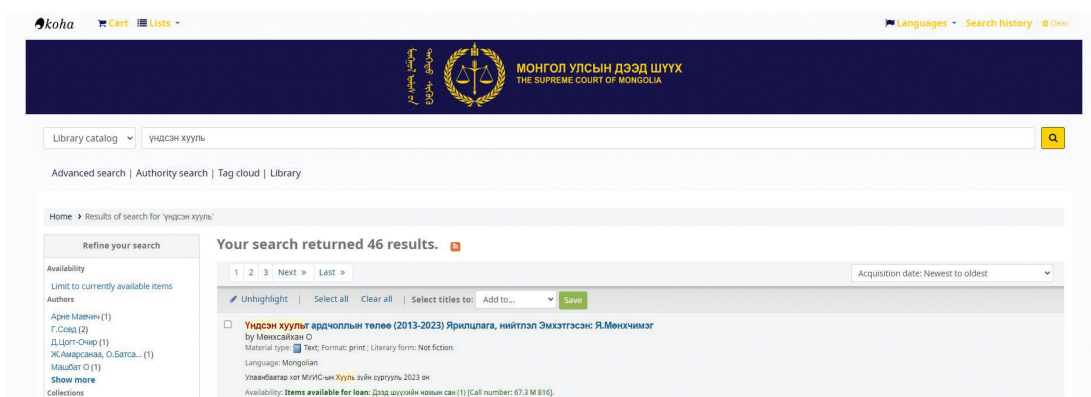 koha Cart Lists Languages Search history Clear
МОНГОЛ УЛСЫН ДЭЭД ШҮҮХ
THE SUPREME COURT OF MONGOLIA
Library catalog үндсэн хууль
Advanced search | Authority search | Tag cloud | Library
Home Results of search for 'үндсэн хууль'
Refine your search
Availability
Limit to currently available items
Authors
Арне Мавчич (1)
Г.Совд (2)
Д.Цогт-Очир (1)
Ж.Амарсанаа, О.Батса... (1)
Машбат О (1)
Show more
Collections
Your search returned 46 results.
1 2 3 Next » Last » Acquisition date: Newest to oldest
Unhighlight | Select all Clear all | Select titles to: Add to... Save
Үндсэн хуульт ардчоллын төлөө (2013-2023) Ярилцлага, нийтлэл Эмхэтгэсэн: Я.Мөнхчимэг
by Мөнхсайхан О
Material type: Text; Format: print ; Literary form: Not fiction
Language: Mongolian
Улаанбаатар хот МУИС-ын Хууль зүйн сургууль 2023 он
Availability: Items available for loan: Дээд шүүхийн номын сан (1) [Call number: 67.3 М 816].